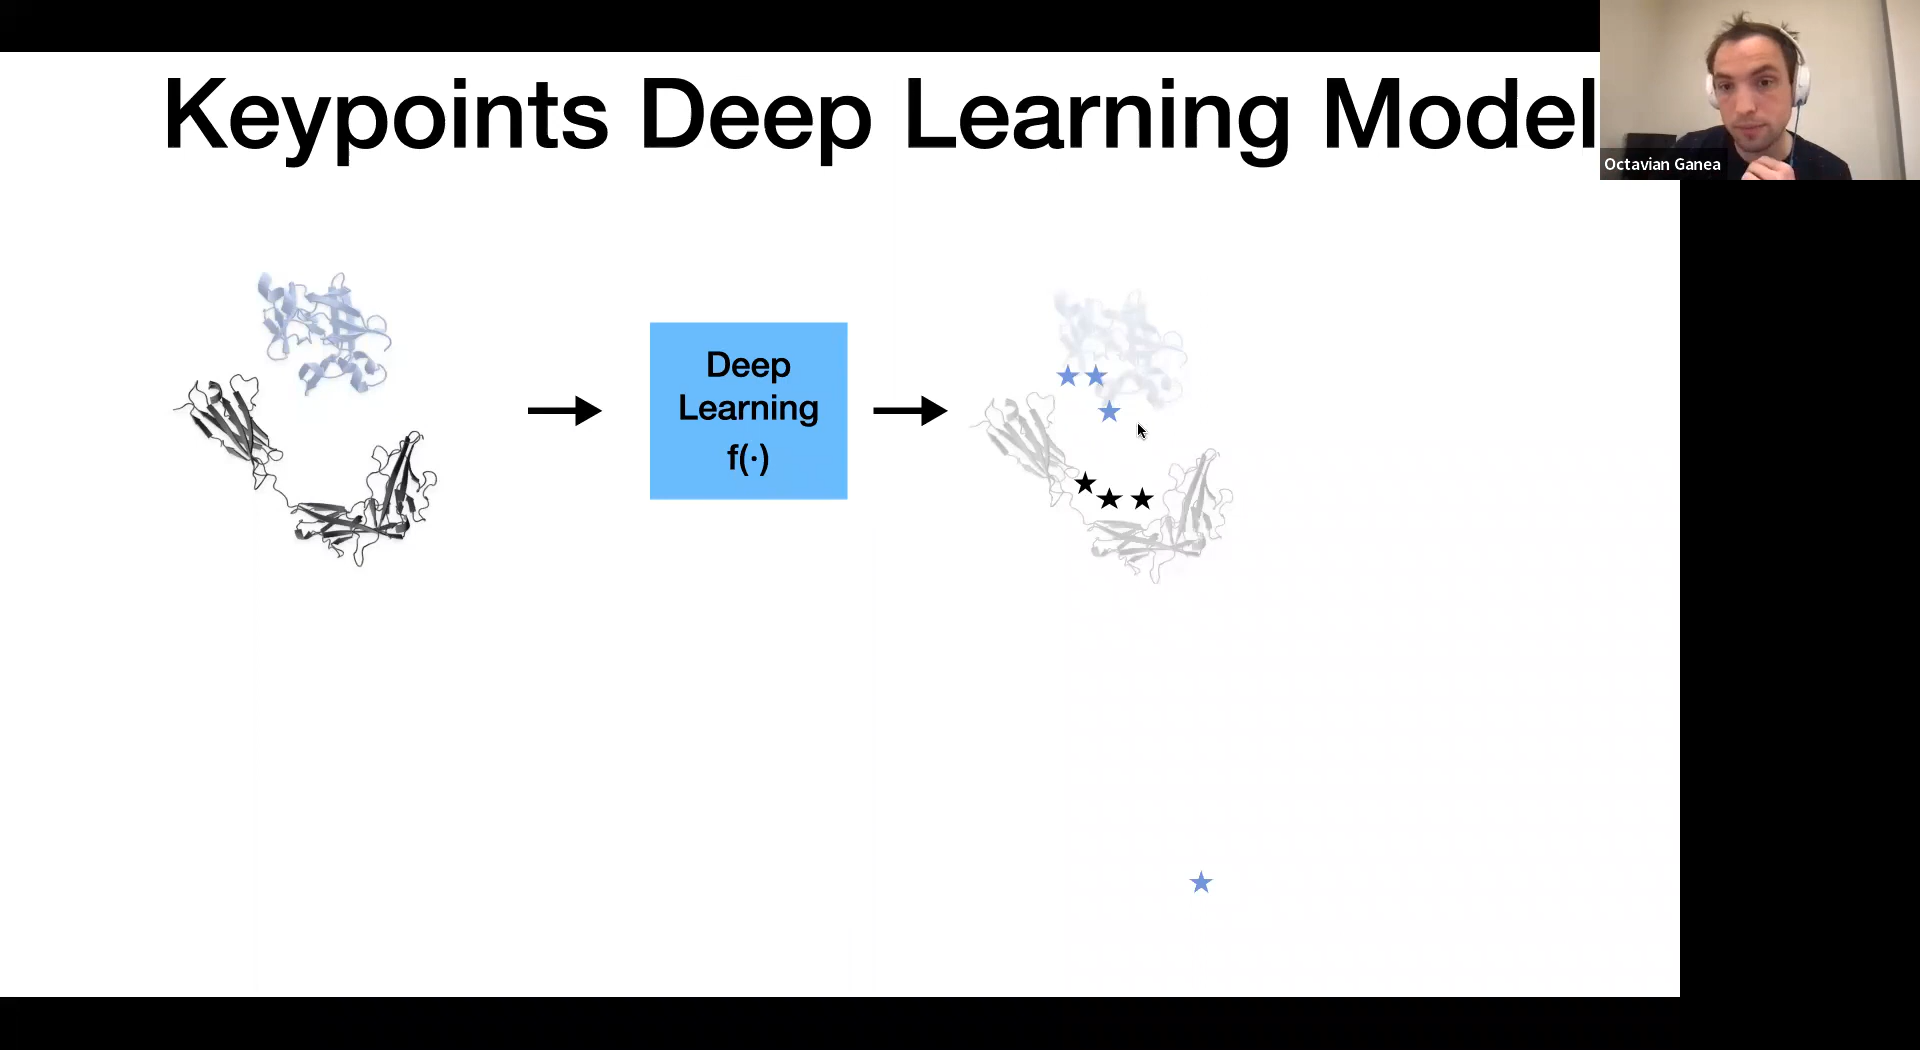 Keypoints Deep Learning Model
Octavian Ganea
Deep
Learning
f(·)